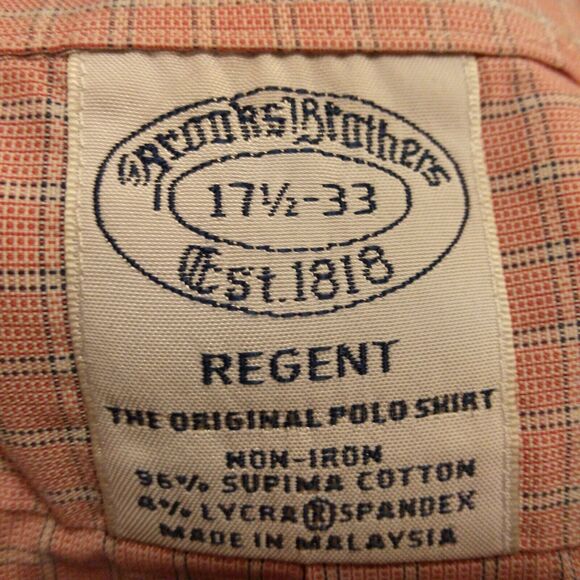 Brooks Brothers
17½-33
Est. 1818
REGENT
THE ORIGINAL POLO SHIRT
NON-IRON
96% SUPIMA COTTON
4% LYCRA® SPANDEX
MADE IN MALAYSIA